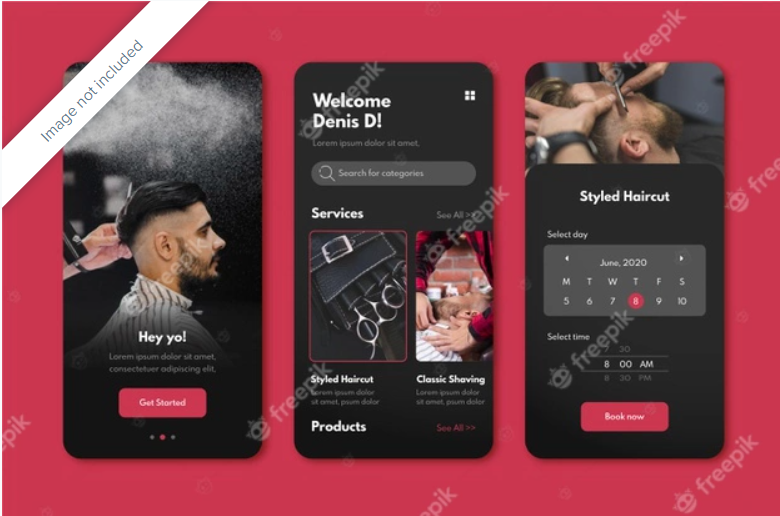 Image not included
Hey yo!
Lorem ipsum dolor sit amet,
consectetuer adipiscing elit,
Get Started
Welcome
Denis D!
Lorem ipsum dolor sit amet,
Search for categories
Services
See All >>
Styled Haircut
Lorem ipsum dolor
sit amet, psum dolor
Classic Shaving
Lorem ipsum dolor
sit amet, psum dolor
Products
See All >>
Styled Haircut
Select day
June, 2020
M T W T F S
5 6 7 8 9 10
Select time
30
8 00 AM
8 30 PM
Book now
freepik
freepik
freepik
freepik
freepik
freepik
freepik
freepik
freepik
freepik